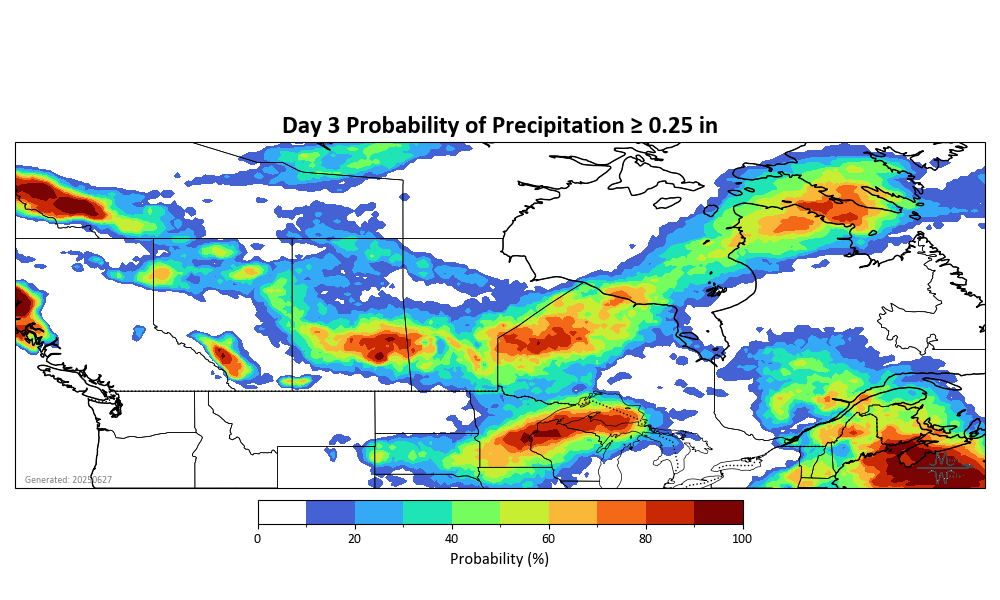 Day 3 Probability of Precipitation ≥ 0.25 in
Generated: 20250627
0 20 40 60 80 100
Probability (%)